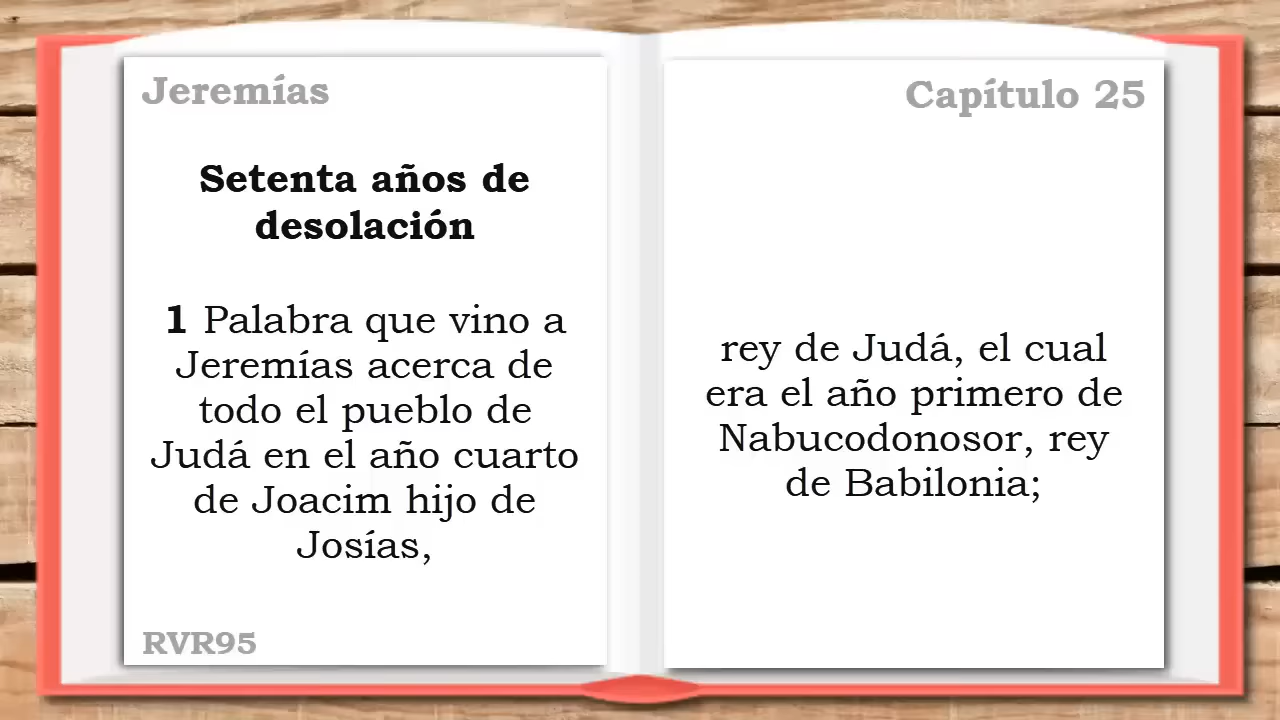 Jeremías
Setenta años de
desolación
1 Palabra que vino a
Jeremías acerca de
todo el pueblo de
Judá en el año cuarto
de Joacim hijo de
Josías,
RVR95
Capítulo 25
rey de Judá, el cual
era el año primero de
Nabucodonosor, rey
de Babilonia;